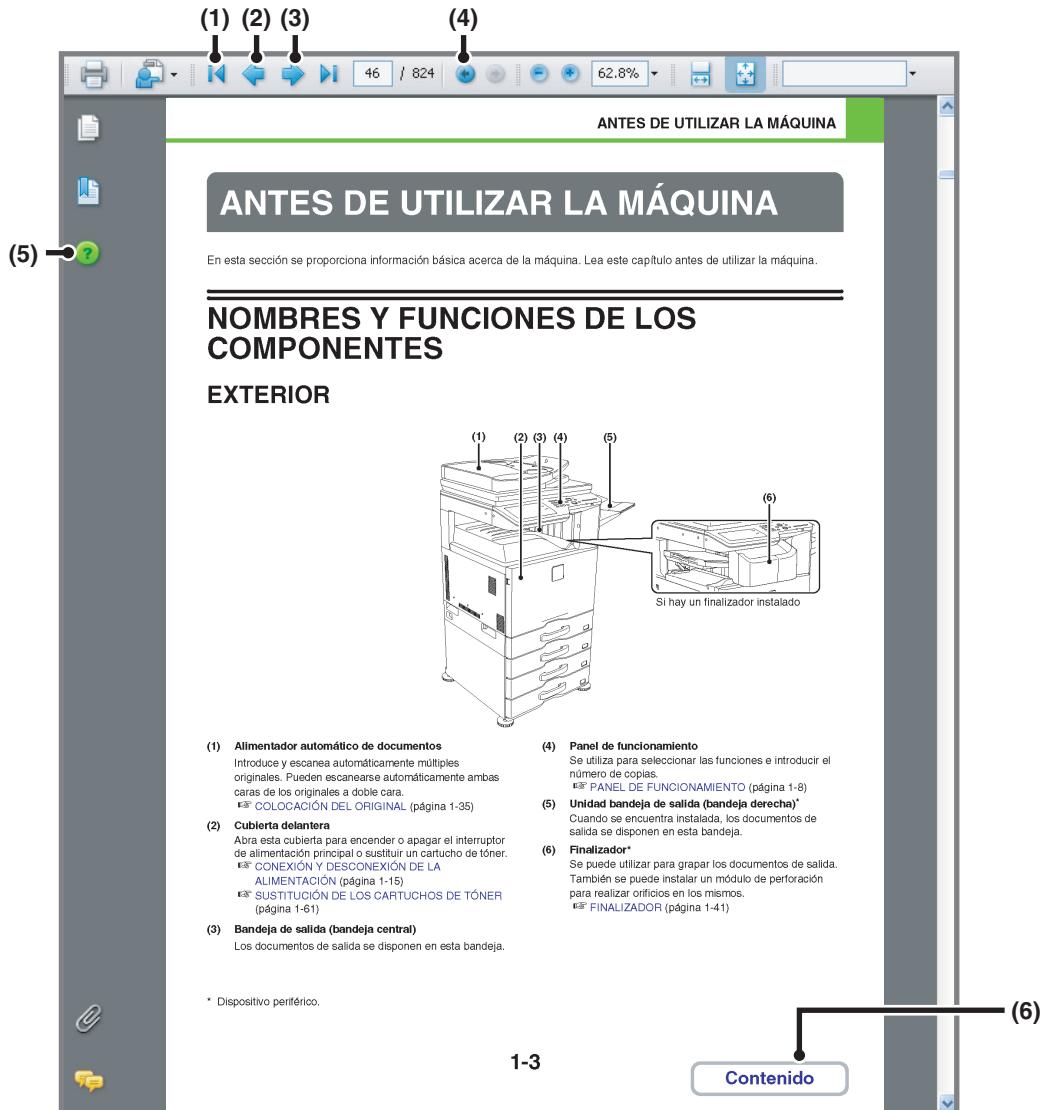 (1) (2) (3) (4)
46 / 824 62.8%
ANTES DE UTILIZAR LA MÁQUINA
ANTES DE UTILIZAR LA MÁQUINA
(5)
?
En esta sección se proporciona información básica acerca de la máquina. Lea este capítulo antes de utilizar la máquina.
NOMBRES Y FUNCIONES DE LOS
COMPONENTES
EXTERIOR
(1) (2) (3) (4) (5)
(6)
Si hay un finalizador instalado
(1) Alimentador automático de documentos
Introduce y escanea automáticamente múltiples
originales. Pueden escanearse automáticamente ambas
caras de los originales a doble cara.
☞ COLOCACIÓN DEL ORIGINAL (página 1-35)
(2) Cubierta delantera
Abra esta cubierta para encender o apagar el interruptor
de alimentación principal o sustituir un cartucho de tóner.
☞ CONEXIÓN Y DESCONEXIÓN DE LA
ALIMENTACIÓN (página 1-15)
☞ SUSTITUCIÓN DE LOS CARTUCHOS DE TÓNER
(página 1-61)
(3) Bandeja de salida (bandeja central)
Los documentos de salida se disponen en esta bandeja.
(4) Panel de funcionamiento
Se utiliza para seleccionar las funciones e introducir el
número de copias.
☞ PANEL DE FUNCIONAMIENTO (página 1-8)
(5) Unidad bandeja de salida (bandeja derecha)*
Cuando se encuentra instalada, los documentos de
salida se disponen en esta bandeja.
(6) Finalizador*
Se puede utilizar para grapar los documentos de salida.
También se puede instalar un módulo de perforación
para realizar orificios en los mismos.
☞ FINALIZADOR (página 1-41)
* Dispositivo periférico.
(6)
1-3
Contenido